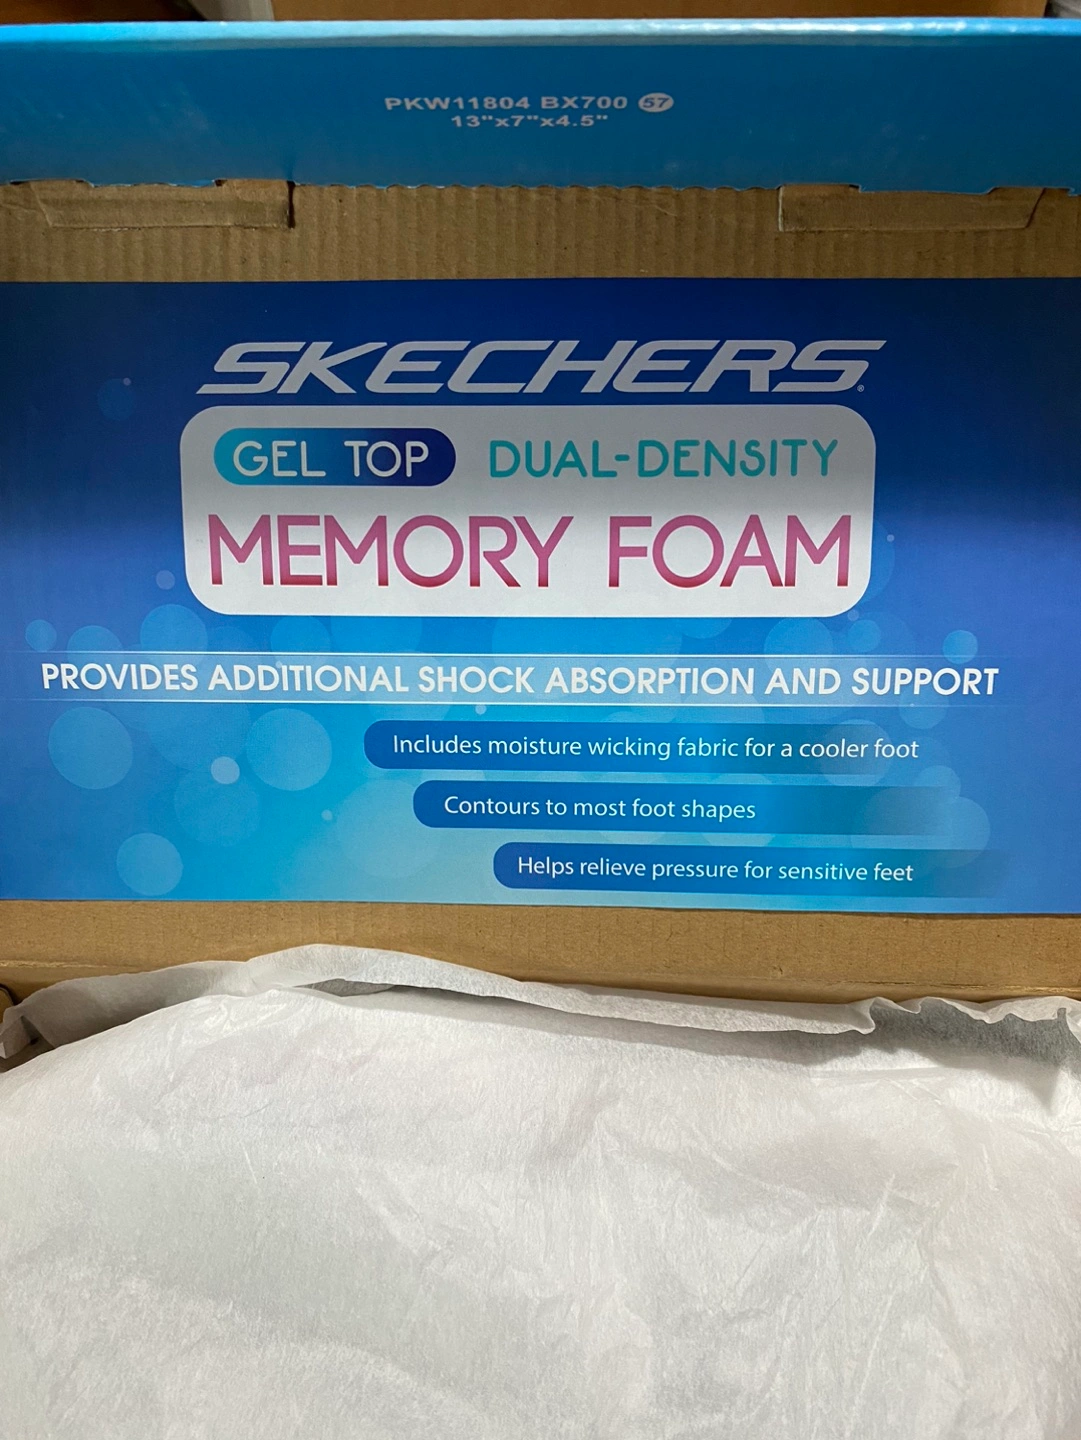 PKW11804 BX700 57
13"x7"x4.5"
SKECHERS®
GEL TOP DUAL-DENSITY
MEMORY FOAM
PROVIDES ADDITIONAL SHOCK ABSORPTION AND SUPPORT
Includes moisture wicking fabric for a cooler foot
Contours to most foot shapes
Helps relieve pressure for sensitive feet